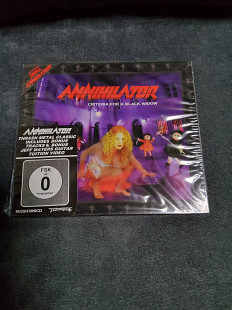 ANNIHILATOR
CRITERIA FOR A BLACK WIDOW
ANNIHILATOR
THRASH METAL CLASSIC
INCLUDES BONUS
TRACKS & BONUS
JEFF WATERS GUITAR
TUITION VIDEO
FSK
0
MOSH386CD